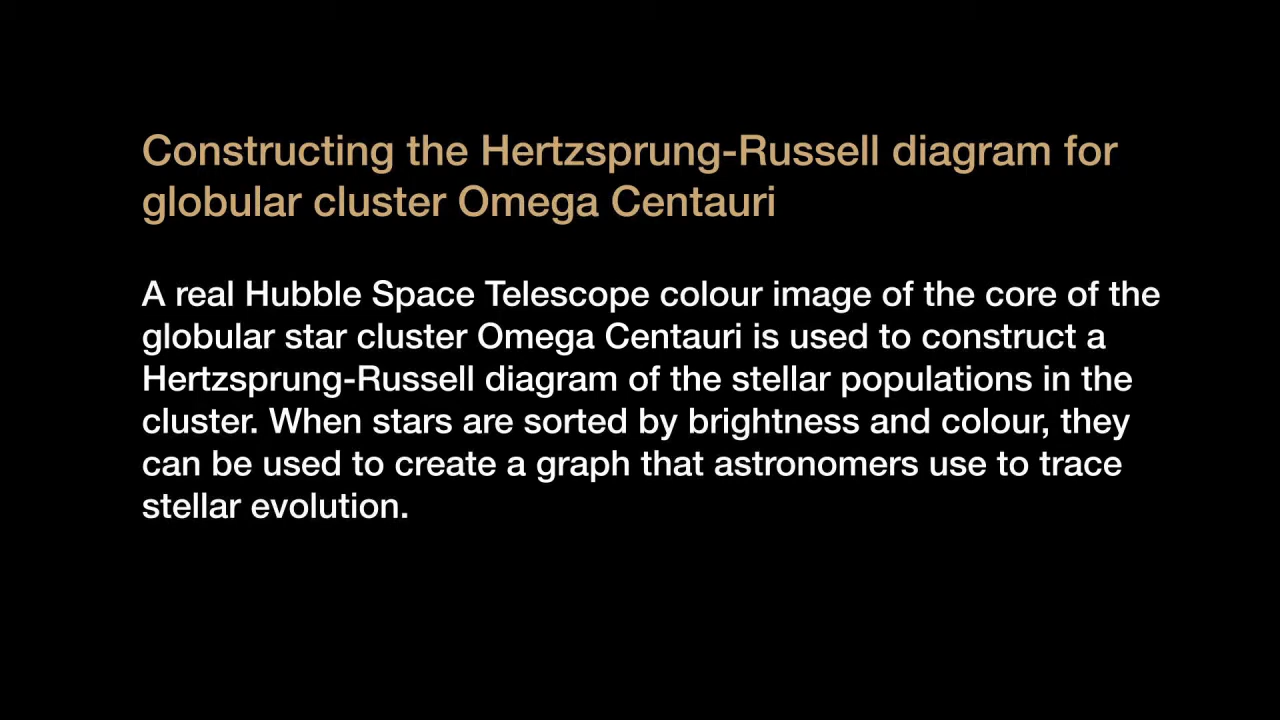 Constructing the Hertzsprung-Russell diagram for
globular cluster Omega Centauri
A real Hubble Space Telescope colour image of the core of the
globular star cluster Omega Centauri is used to construct a
Hertzsprung-Russell diagram of the stellar populations in the
cluster. When stars are sorted by brightness and colour, they
can be used to create a graph that astronomers use to trace
stellar evolution.